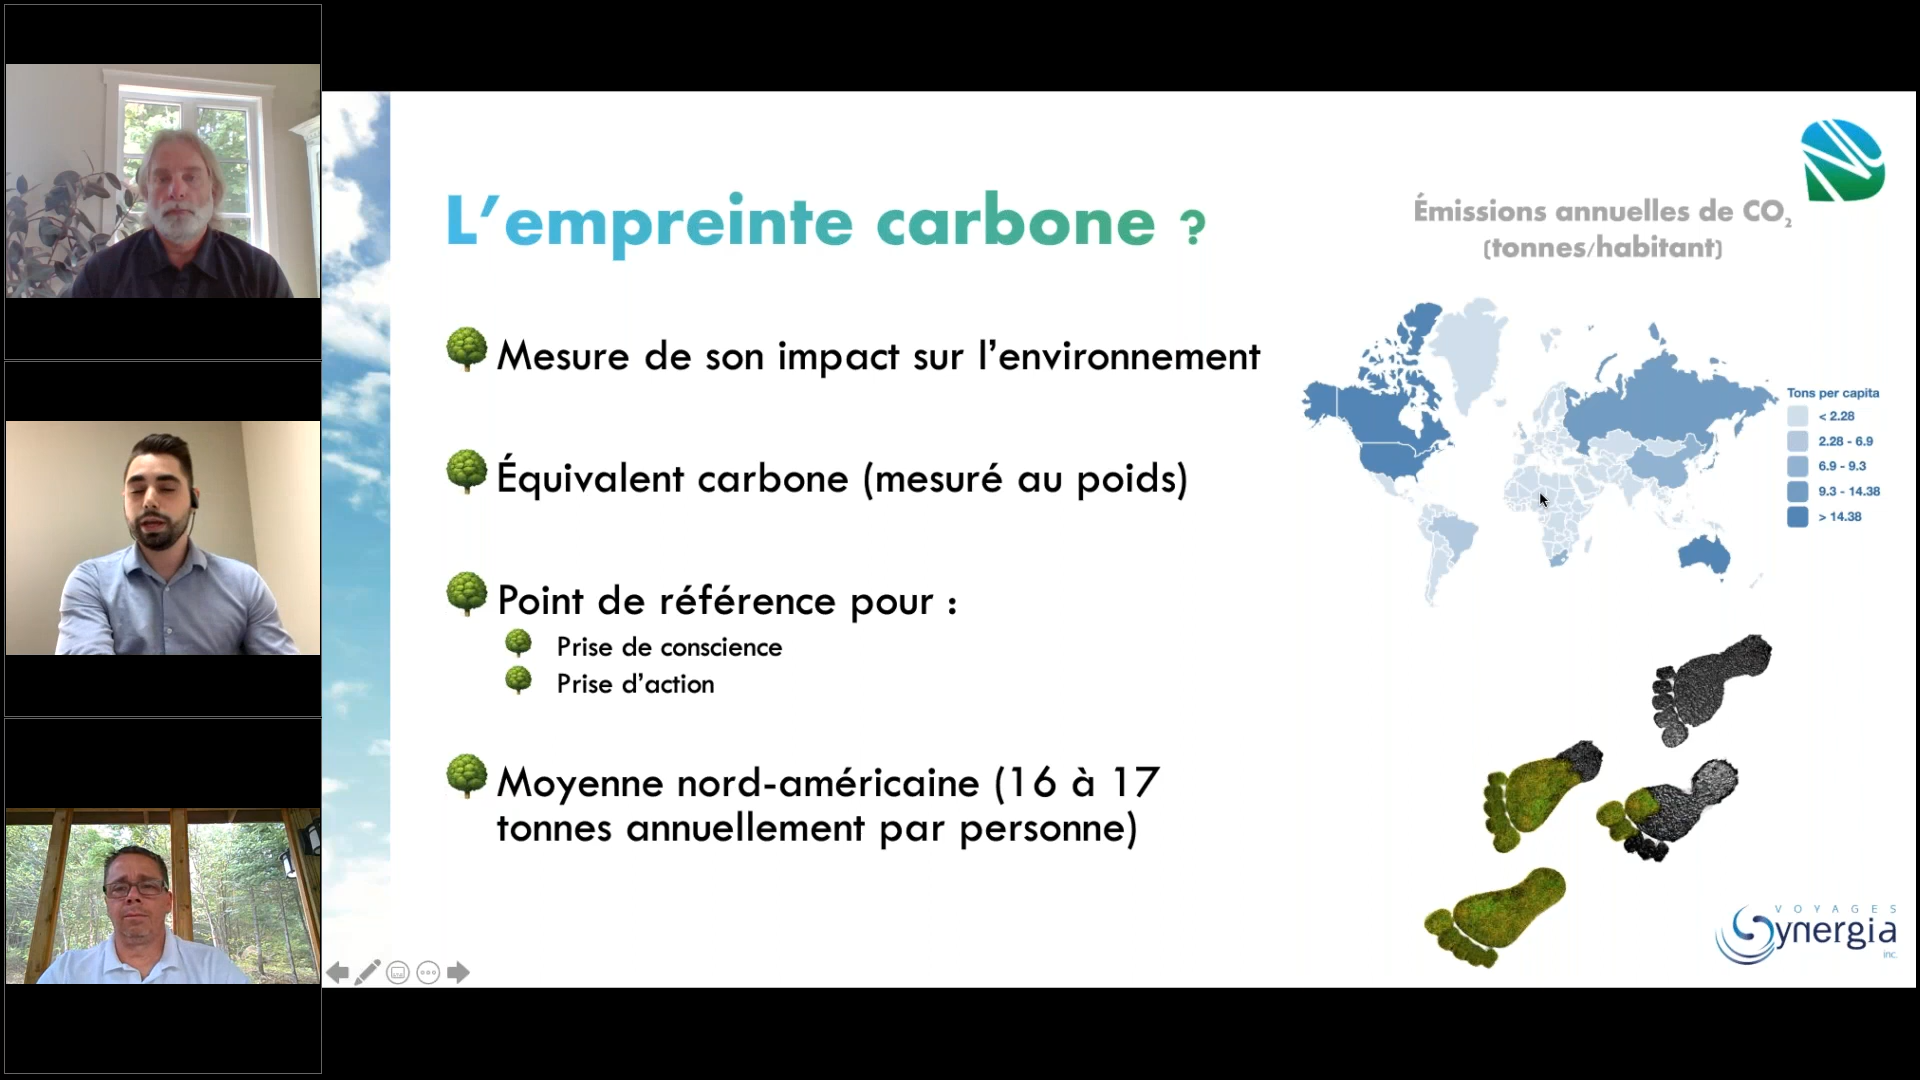 L’empreinte carbone ?
Mesure de son impact sur l’environnement
Équivalent carbone (mesuré au poids)
Point de référence pour :
Prise de conscience
Prise d’action
Moyenne nord-américaine (16 à 17
tonnes annuellement par personne)
Émissions annuelles de CO₂
(tonnes/habitant)
Tons per capita
< 2.28
2.28 - 6.9
6.9 - 9.3
9.3 - 14.38
> 14.38
VOYAGES
Synergia
inc.